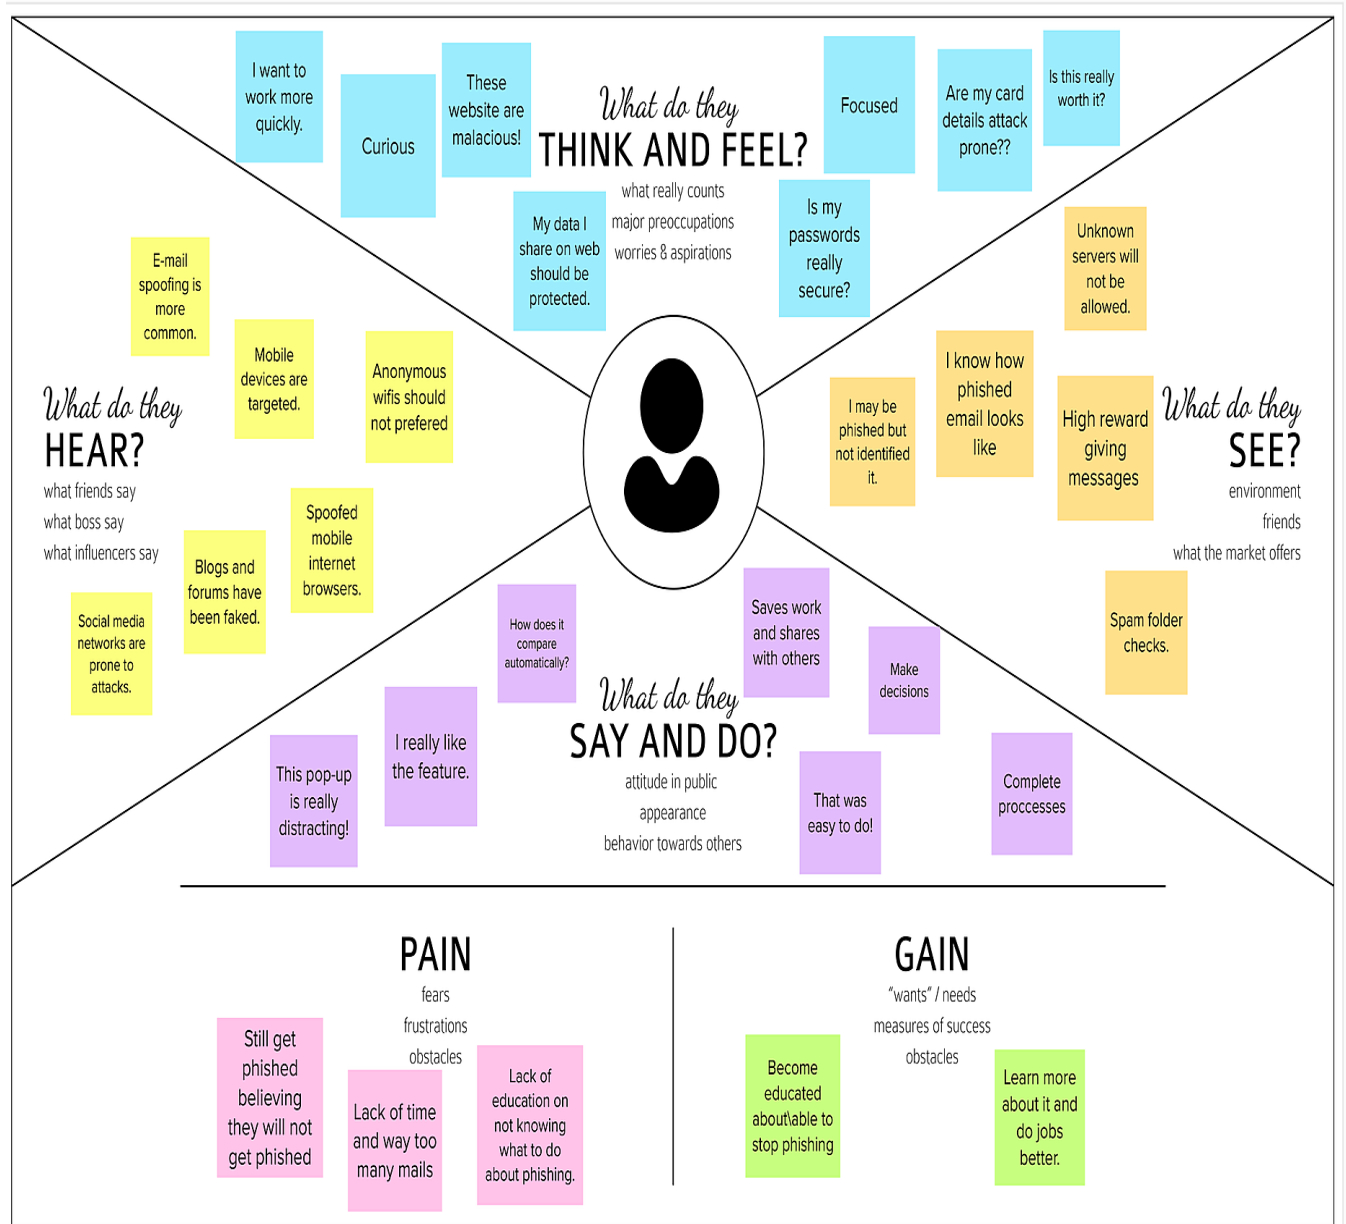 I want to
work more
quickly.
Curious
These
website are
malacious!
What do they
THINK AND FEEL?
what really counts
major preoccupations
worries & aspirations
My data I
share on web
should be
protected.
Focused
Are my card
details attack
prone??
Is this really
worth it?
Is my
passwords
really
secure?
E-mail
spoofing is
more
common.
Mobile
devices are
targeted.
Anonymous
wifis should
not prefered
What do they
HEAR?
what friends say
what boss say
what influencers say
Spoofed
mobile
internet
browsers.
Blogs and
forums have
been faked.
Social media
networks are
prone to
attacks.
Unknown
servers will
not be
allowed.
I know how
phished
email looks
like
I may be
phished but
not identified
it.
High reward
giving
messages
What do they
SEE?
environment
friends
what the market offers
Spam folder
checks.
How does it
compare
automatically?
Saves work
and shares
with others
Make
decisions
What do they
SAY AND DO?
attitude in public
appearance
behavior towards others
I really like
the feature.
This pop-up
is really
distracting!
That was
easy to do!
Complete
proccesses
PAIN
fears
frustrations
obstacles
Still get
phished
believing
they will not
get phished
Lack of time
and way too
many mails
Lack of
education on
not knowing
what to do
about phishing.
GAIN
“wants” / needs
measures of success
obstacles
Become
educated
about\able to
stop phishing
Learn more
about it and
do jobs
better.